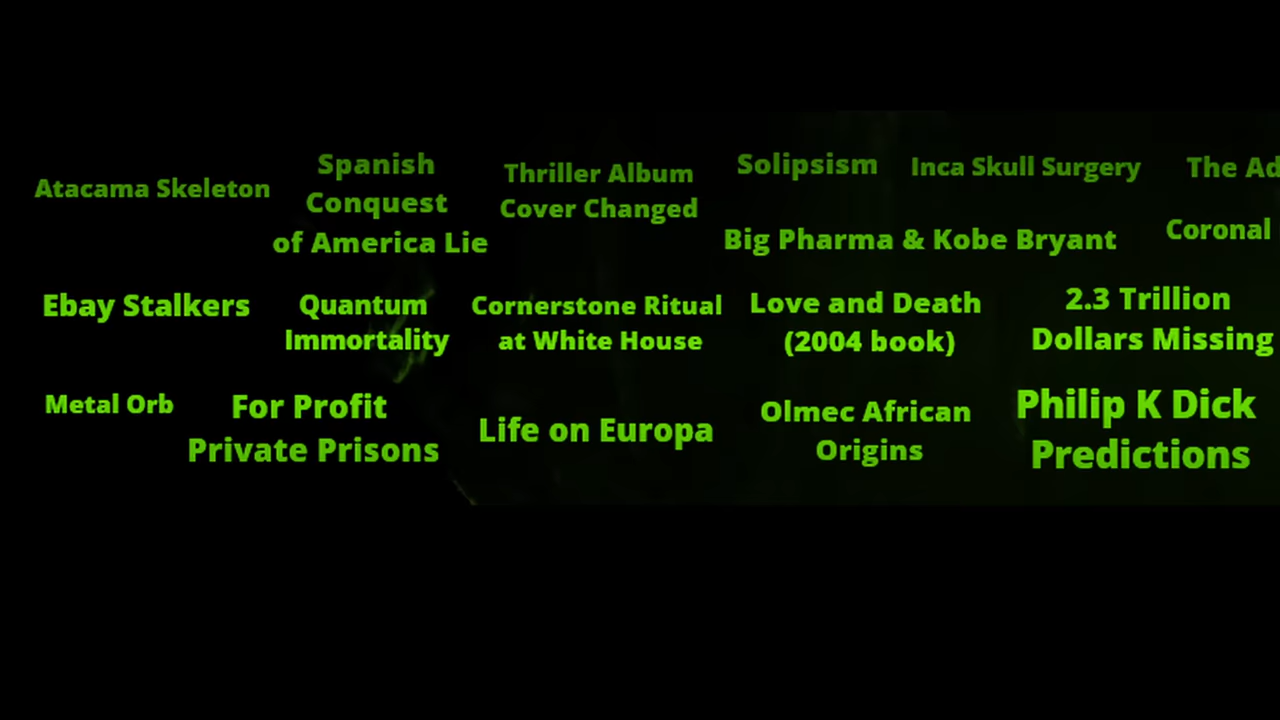 Atacama Skeleton
Spanish
Conquest
of America Lie
Thriller Album
Cover Changed
Solipsism
Inca Skull Surgery
The Ad
Big Pharma & Kobe Bryant
Coronal
Ebay Stalkers
Quantum
Immortality
Cornerstone Ritual
at White House
Love and Death
(2004 book)
2.3 Trillion
Dollars Missing
Metal Orb
For Profit
Private Prisons
Life on Europa
Olmec African
Origins
Philip K Dick
Predictions